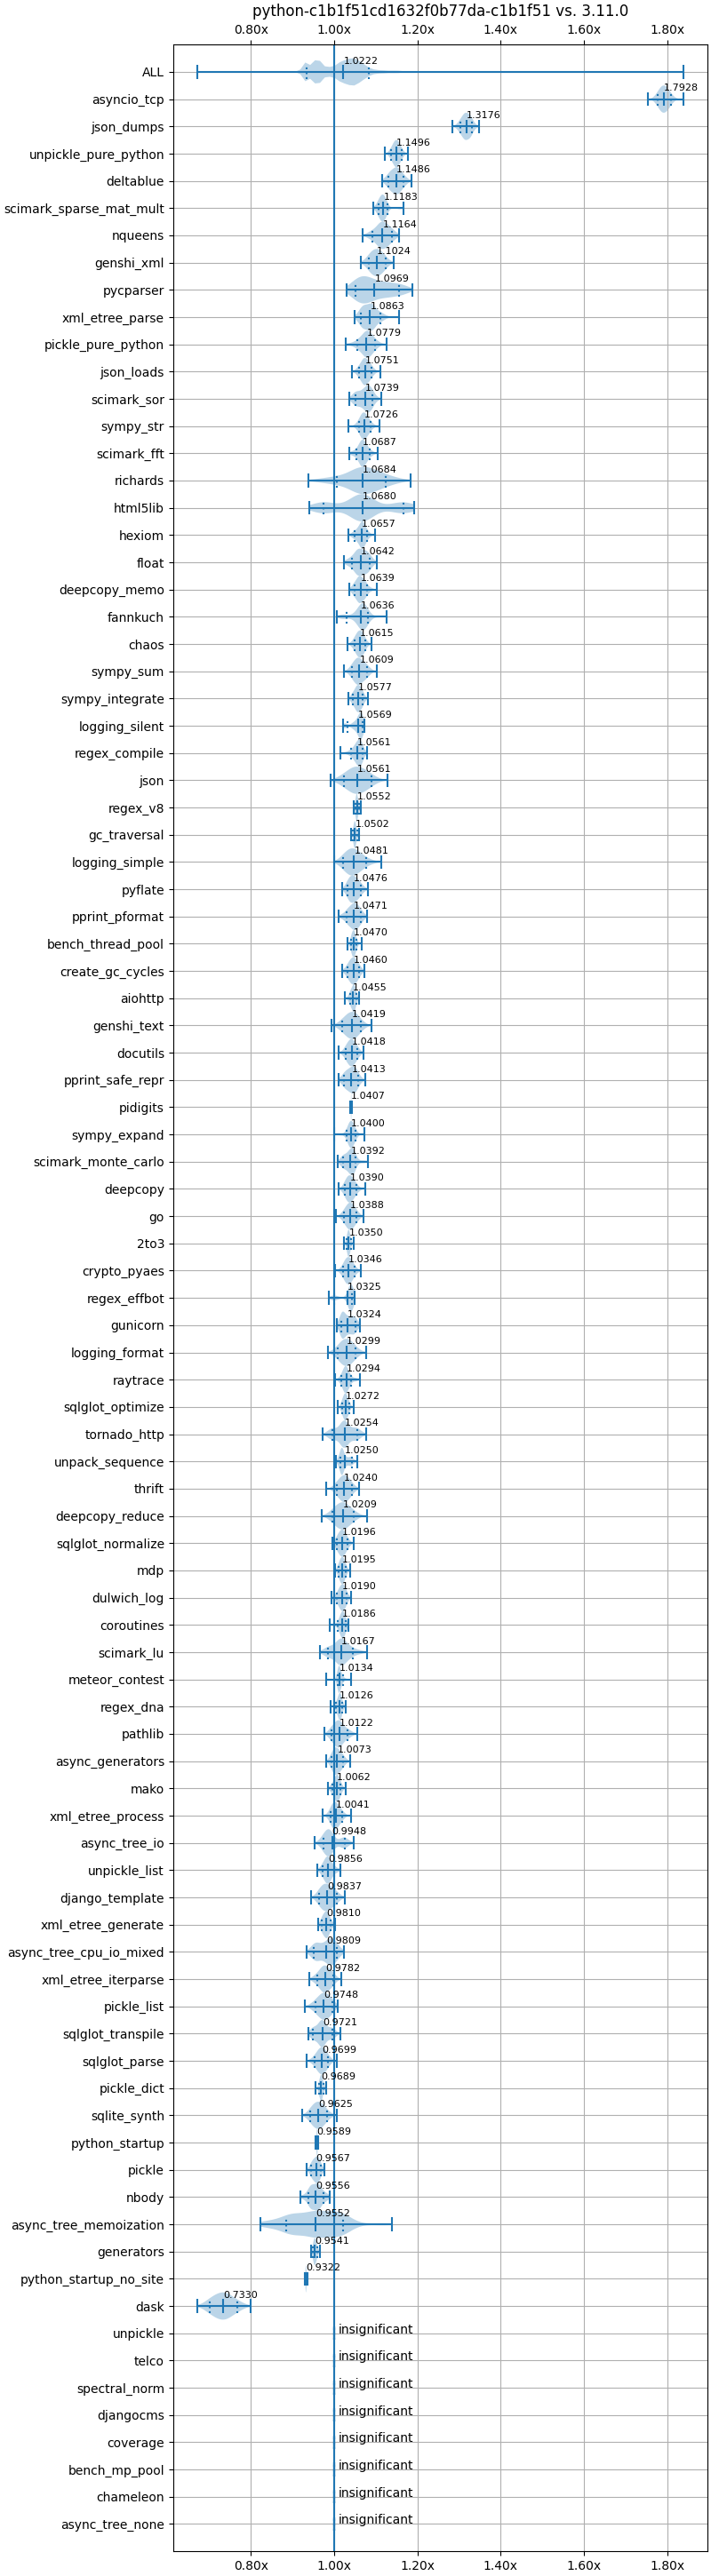 python-c1b1f51cd1632f0b77da-c1b1f51 vs. 3.11.0
0.80x 1.00x 1.20x 1.40x 1.60x 1.80x
ALL 1.0222
asyncio_tcp 1.7928
json_dumps 1.3176
unpickle_pure_python 1.1496
deltablue 1.1486
scimark_sparse_mat_mult 1.1183
nqueens 1.1164
genshi_xml 1.1024
pycparser 1.0969
xml_etree_parse 1.0863
pickle_pure_python 1.0779
json_loads 1.0751
scimark_sor 1.0739
sympy_str 1.0726
scimark_fft 1.0687
richards 1.0684
html5lib 1.0680
hexiom 1.0657
float 1.0642
deepcopy_memo 1.0639
fannkuch 1.0636
chaos 1.0615
sympy_sum 1.0609
sympy_integrate 1.0577
logging_silent 1.0569
regex_compile 1.0561
json 1.0561
regex_v8 1.0552
gc_traversal 1.0502
logging_simple 1.0481
pyflate 1.0476
pprint_pformat 1.0471
bench_thread_pool 1.0470
create_gc_cycles 1.0460
aiohttp 1.0455
genshi_text 1.0419
docutils 1.0418
pprint_safe_repr 1.0413
pidigits 1.0407
sympy_expand 1.0400
scimark_monte_carlo 1.0392
deepcopy 1.0390
go 1.0388
2to3 1.0350
crypto_pyaes 1.0346
regex_effbot 1.0325
gunicorn 1.0324
logging_format 1.0299
raytrace 1.0294
sqlglot_optimize 1.0272
tornado_http 1.0254
unpack_sequence 1.0250
thrift 1.0240
deepcopy_reduce 1.0209
sqlglot_normalize 1.0196
mdp 1.0195
dulwich_log 1.0190
coroutines 1.0186
scimark_lu 1.0167
meteor_contest 1.0134
regex_dna 1.0126
pathlib 1.0122
async_generators 1.0073
mako 1.0062
xml_etree_process 1.0041
async_tree_io 0.9948
unpickle_list 0.9856
django_template 0.9837
xml_etree_generate 0.9810
async_tree_cpu_io_mixed 0.9809
xml_etree_iterparse 0.9782
pickle_list 0.9748
sqlglot_transpile 0.9721
sqlglot_parse 0.9699
pickle_dict 0.9689
sqlite_synth 0.9625
python_startup 0.9589
pickle 0.9567
nbody 0.9556
async_tree_memoization 0.9552
generators 0.9541
python_startup_no_site 0.9322
dask 0.7330
unpickle insignificant
telco insignificant
spectral_norm insignificant
djangocms insignificant
coverage insignificant
bench_mp_pool insignificant
chameleon insignificant
async_tree_none insignificant
0.80x 1.00x 1.20x 1.40x 1.60x 1.80x